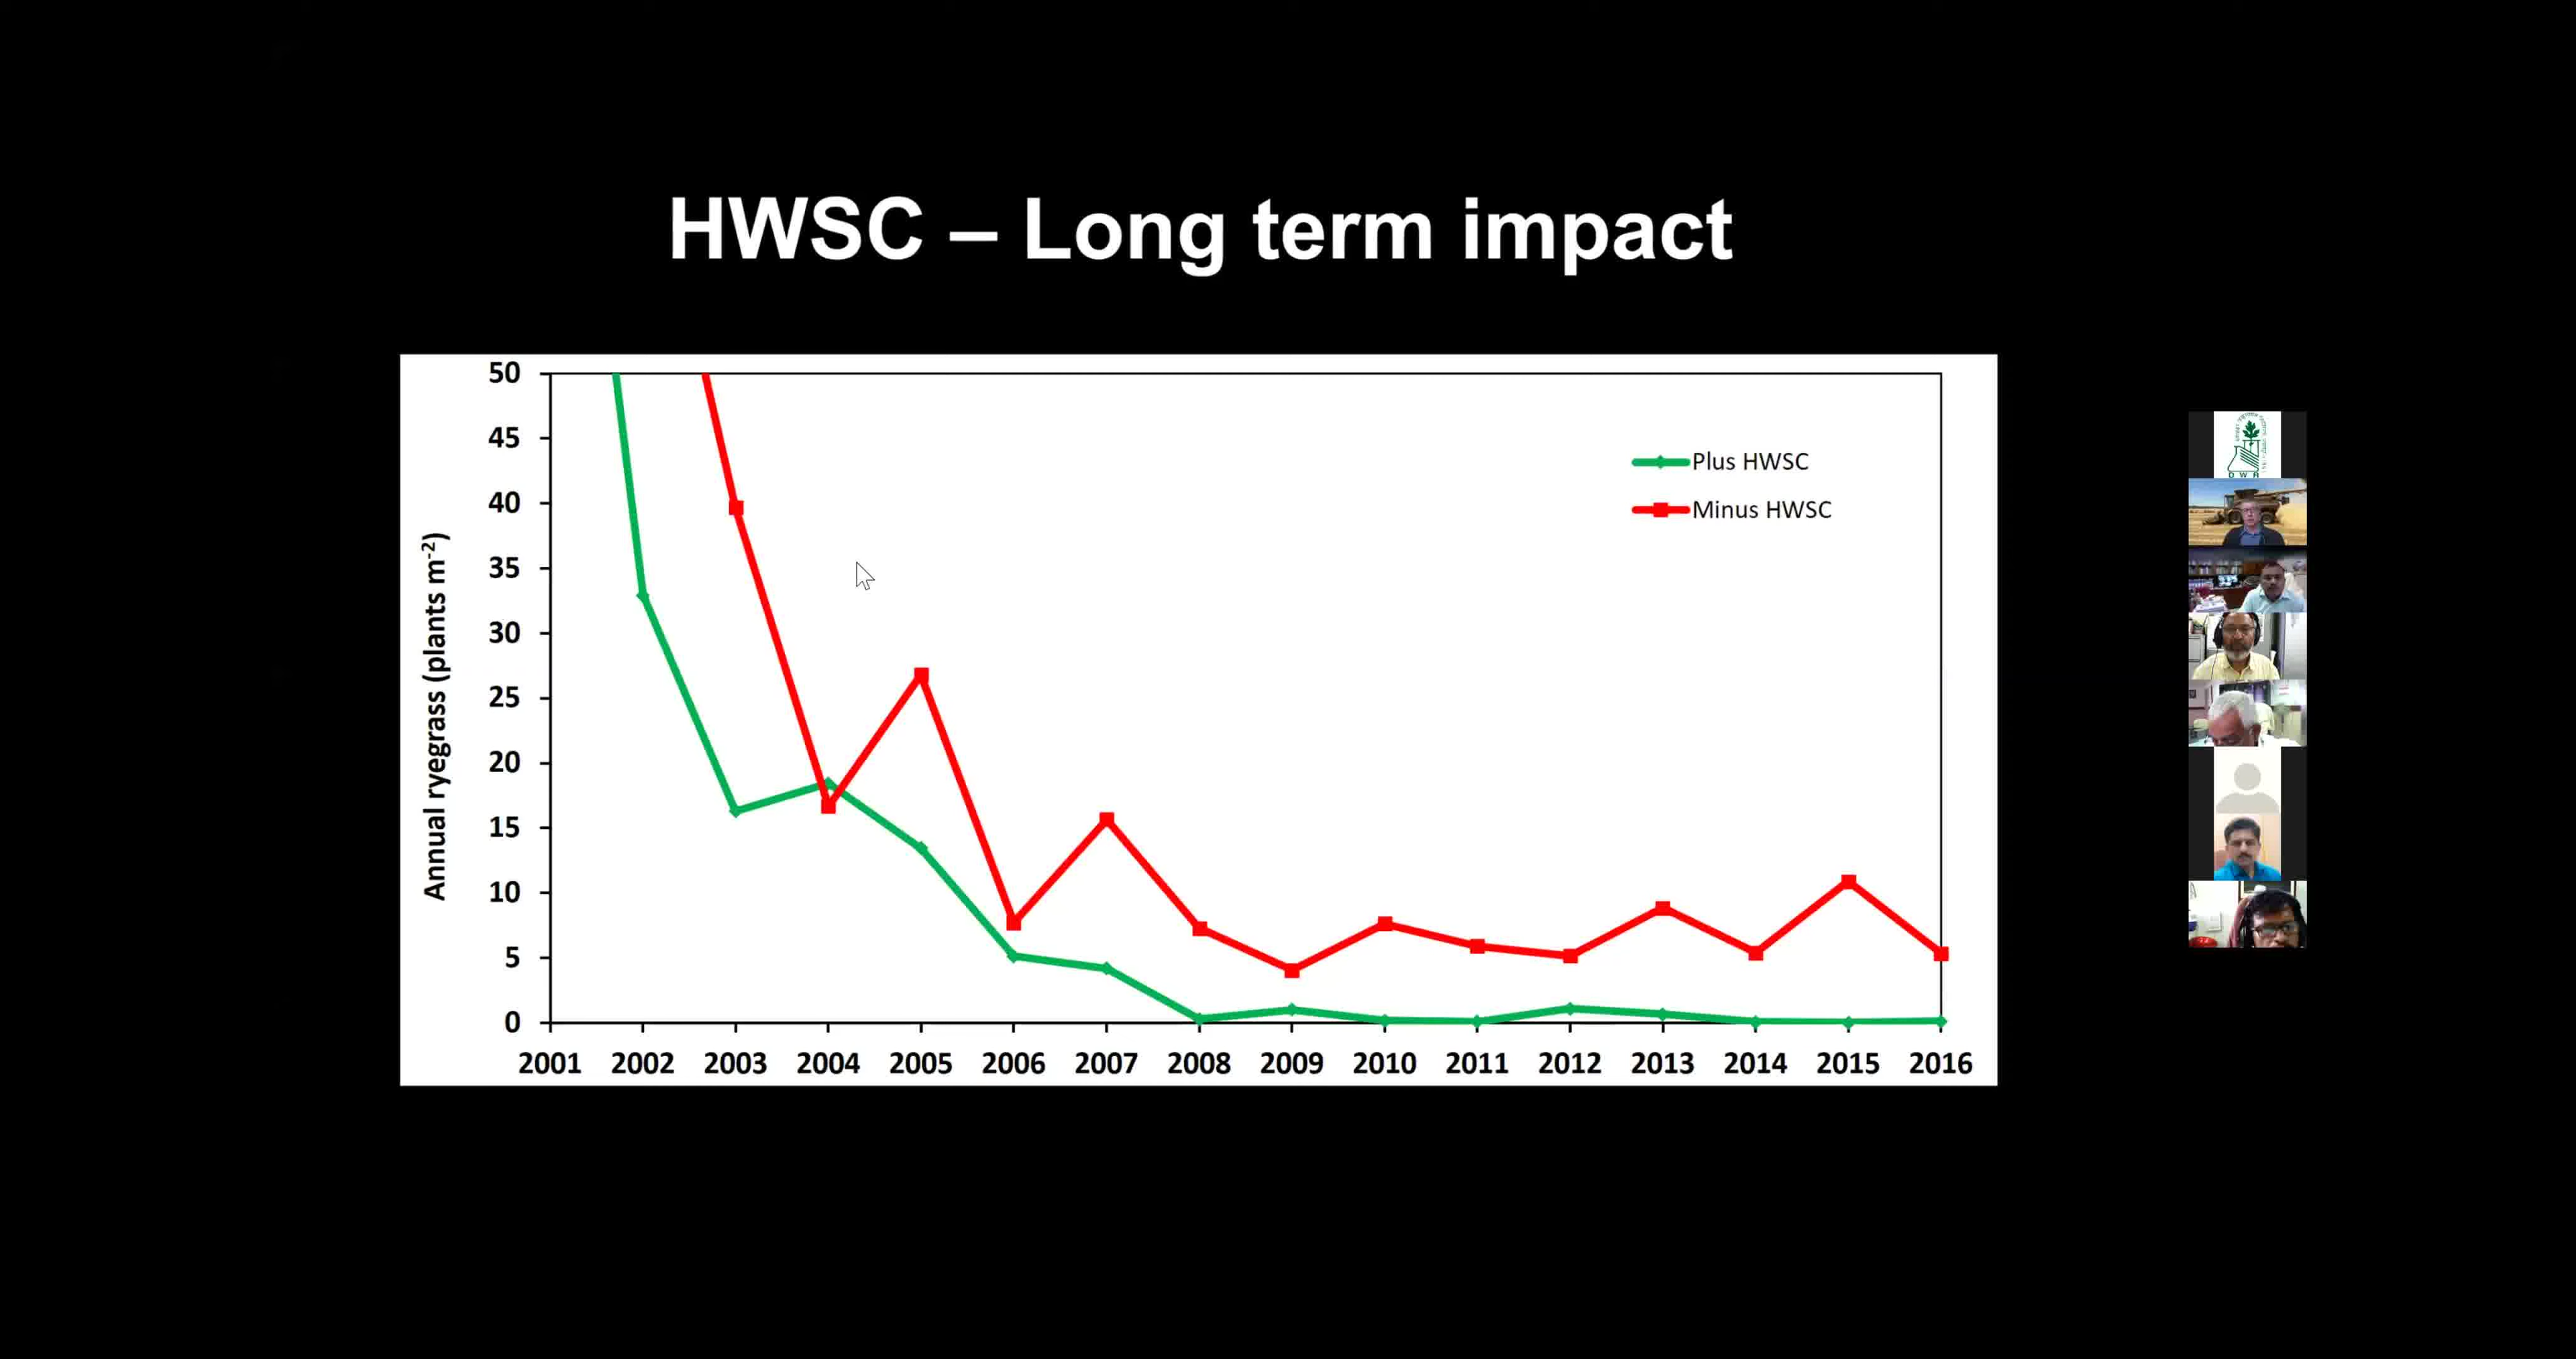 HWSC – Long term impact
Annual ryegrass (plants m-2)
50
45
40
35
30
25
20
15
10
5
0
Plus HWSC
Minus HWSC
2001 2002 2003 2004 2005 2006 2007 2008 2009 2010 2011 2012 2013 2014 2015 2016
D W R